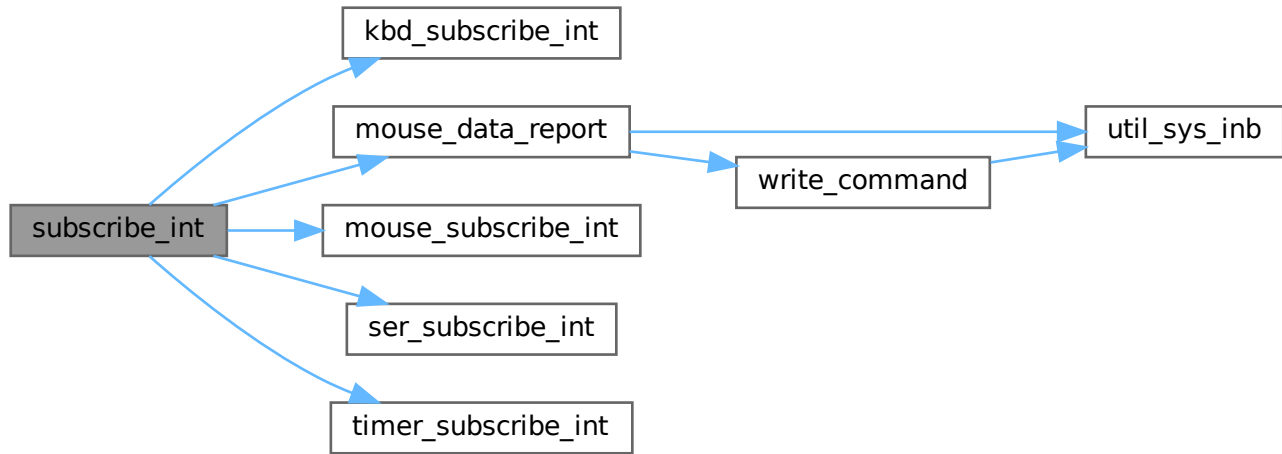 kbd_subscribe_int
mouse_data_report
util_sys_inb
write_command
subscribe_int
mouse_subscribe_int
ser_subscribe_int
timer_subscribe_int